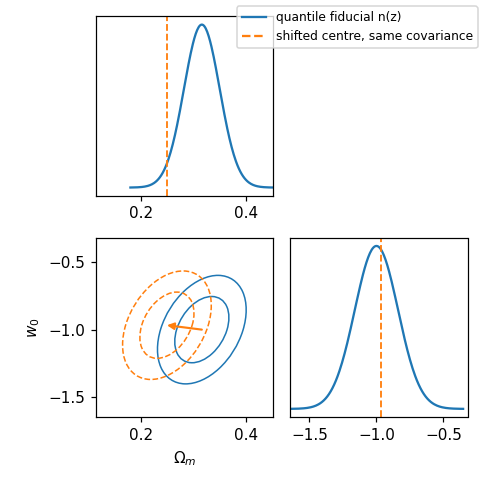 quantile fiducial n(z)
shifted centre, same covariance
0.2 0.4
−0.5
−1.0
−1.5
w₀
0.2 0.4
−1.5 −1.0 −0.5
Ωₘ